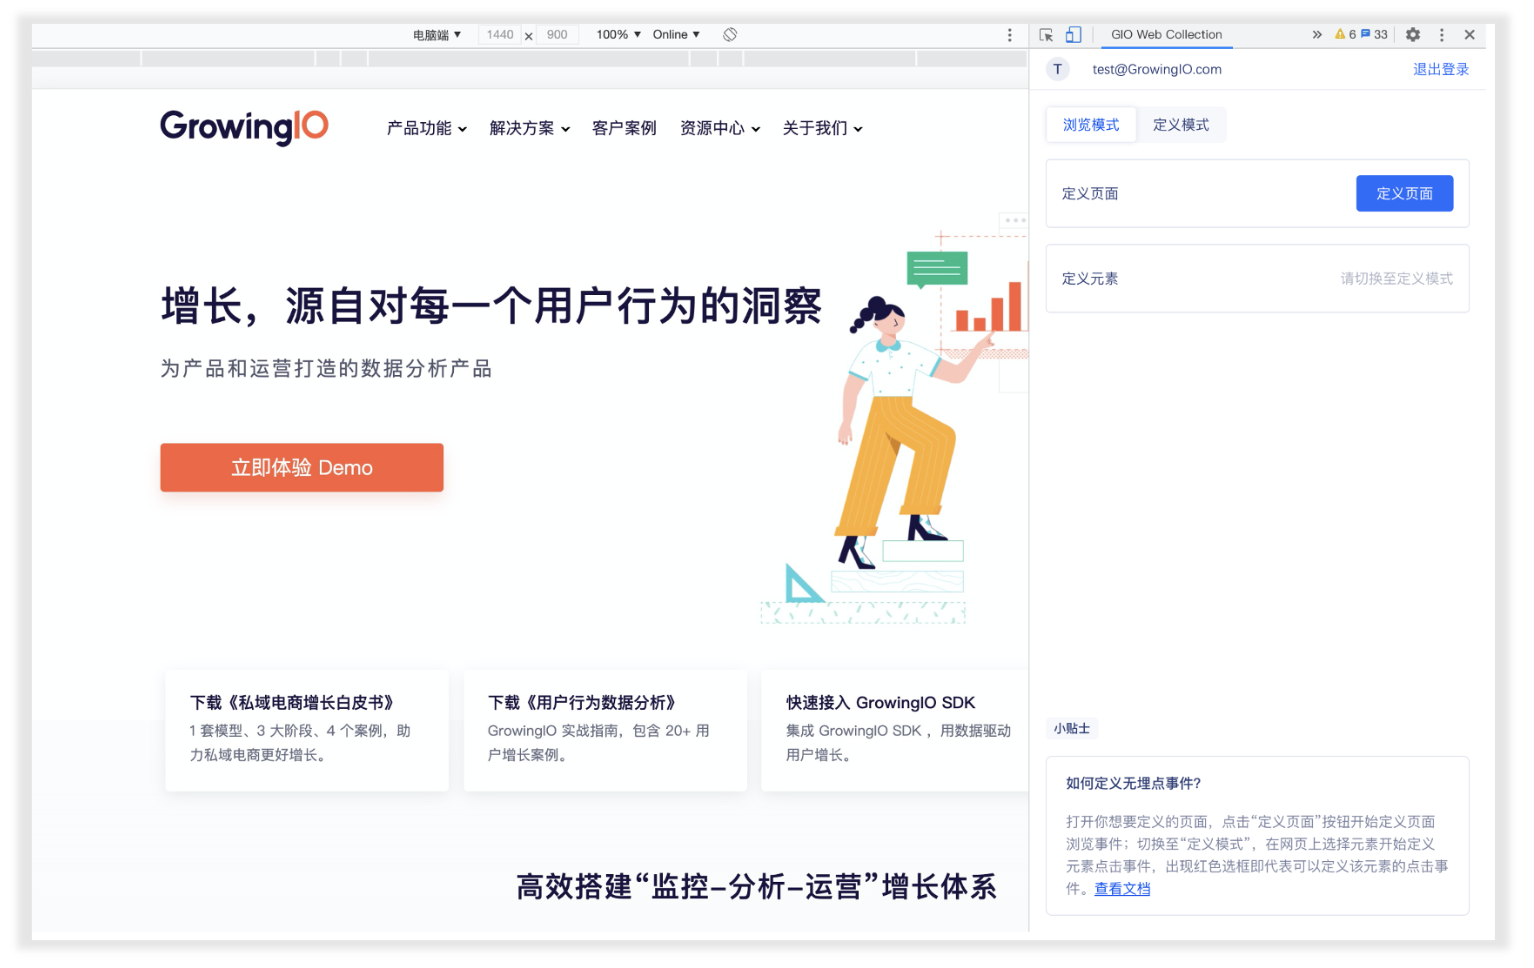 电脑端 ▼ 1440 x 900 100% ▼ Online ▼
GIO Web Collection » 6 33
T test@GrowingIO.com 退出登录
浏览模式 定义模式
定义页面 定义页面
定义元素 请切换至定义模式
GrowingIO 产品功能 解决方案 客户案例 资源中心 关于我们
增长，源自对每一个用户行为的洞察
为产品和运营打造的数据分析产品
立即体验 Demo
下载《私域电商增长白皮书》
1 套模型、3 大阶段、4 个案例，助
力私域电商更好增长。
下载《用户行为数据分析》
GrowingIO 实战指南，包含 20+ 用
户增长案例。
快速接入 GrowingIO SDK
集成 GrowingIO SDK ，用数据驱动
用户增长。
高效搭建“监控–分析–运营”增长体系
小贴士
如何定义无埋点事件?
打开你想要定义的页面，点击“定义页面”按钮开始定义页面
浏览事件；切换至“定义模式”，在网页上选择元素开始定义
元素点击事件，出现红色选框即代表可以定义该元素的点击事
件。查看文档